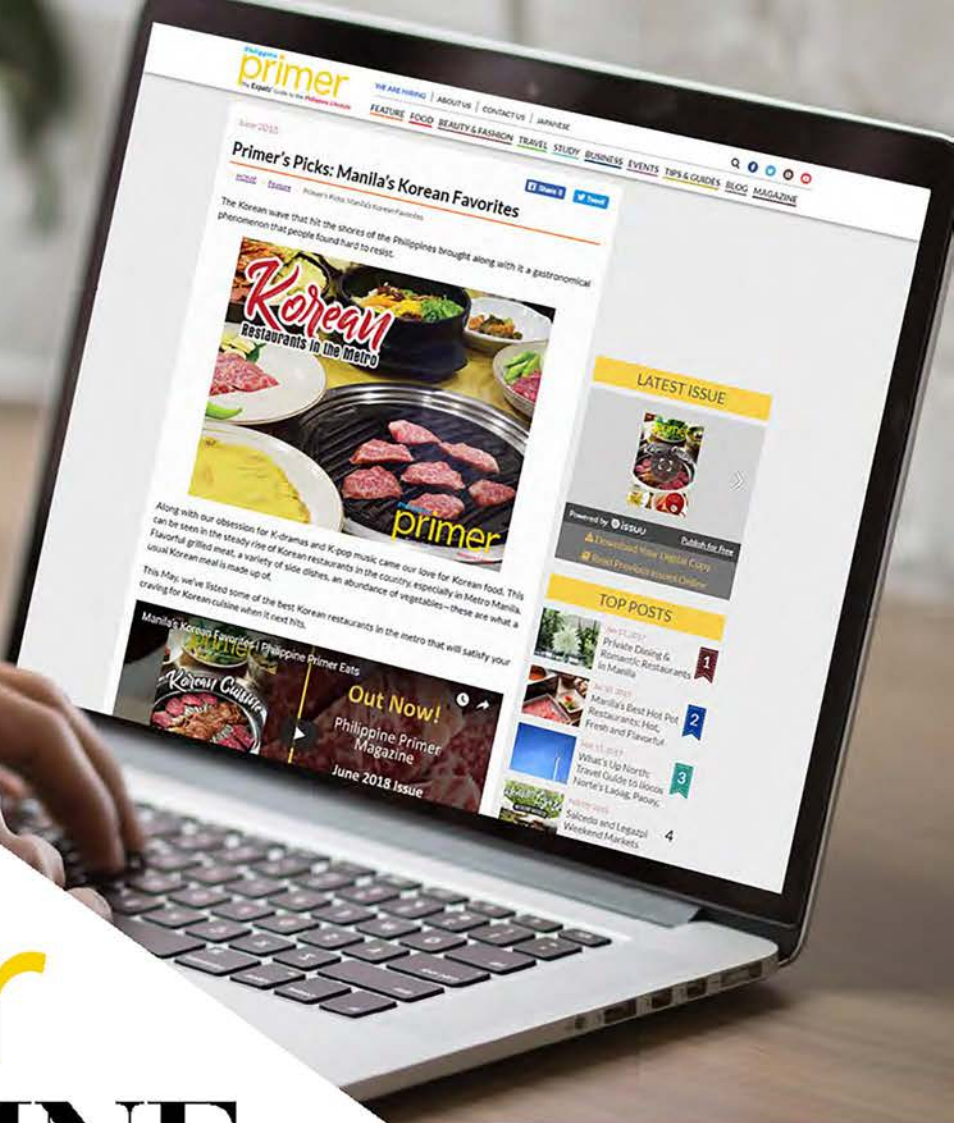 Philippine
primer
The Expats' Guide to the Philippine Lifestyle
WE ARE HIRING | ABOUT US | CONTACT US | JAPANESE
FEATURE FOOD BEAUTY & FASHION TRAVEL STUDY BUSINESS EVENTS TIPS & GUIDES BLOG MAGAZINE
June 2018
Primer's Picks: Manila's Korean Favorites
Share 0 Tweet
HOME Feature Primer's Picks: Manila's Korean Favorites
The Korean wave that hit the shores of the Philippines brought along with it a gastronomical
phenomenon that people found hard to resist.
Korean
Restaurants in the Metro
primer
Along with our obsession for K-dramas and K-pop music came our love for Korean food. This
can be seen in the steady rise of Korean restaurants in the country, especially in Metro Manila.
Flavorful grilled meat, a variety of side dishes, an abundance of vegetables – these are what a
usual Korean meal is made up of.
This May, we've listed some of the best Korean restaurants in the metro that will satisfy your
craving for Korean cuisine when it next hits.
Manila's Korean Favorites | Philippine Primer Eats
primer
Korean Cuisine
Out Now!
Philippine Primer
Magazine
June 2018 Issue
LATEST ISSUE
primer
Powered by issuu
Publish for Free
Download Your Digital Copy
Read Previous Issues Online
TOP POSTS
Private Dining &
Romantic Restaurants
in Manila
1
Manila's Best Hot Pot
Restaurants: Hot,
Fresh and Flavorful
2
What's Up North:
Travel Guide to Ilocos
Norte's Laoag, Paoay,
3
Salcedo and Legazpi
Weekend Markets
4